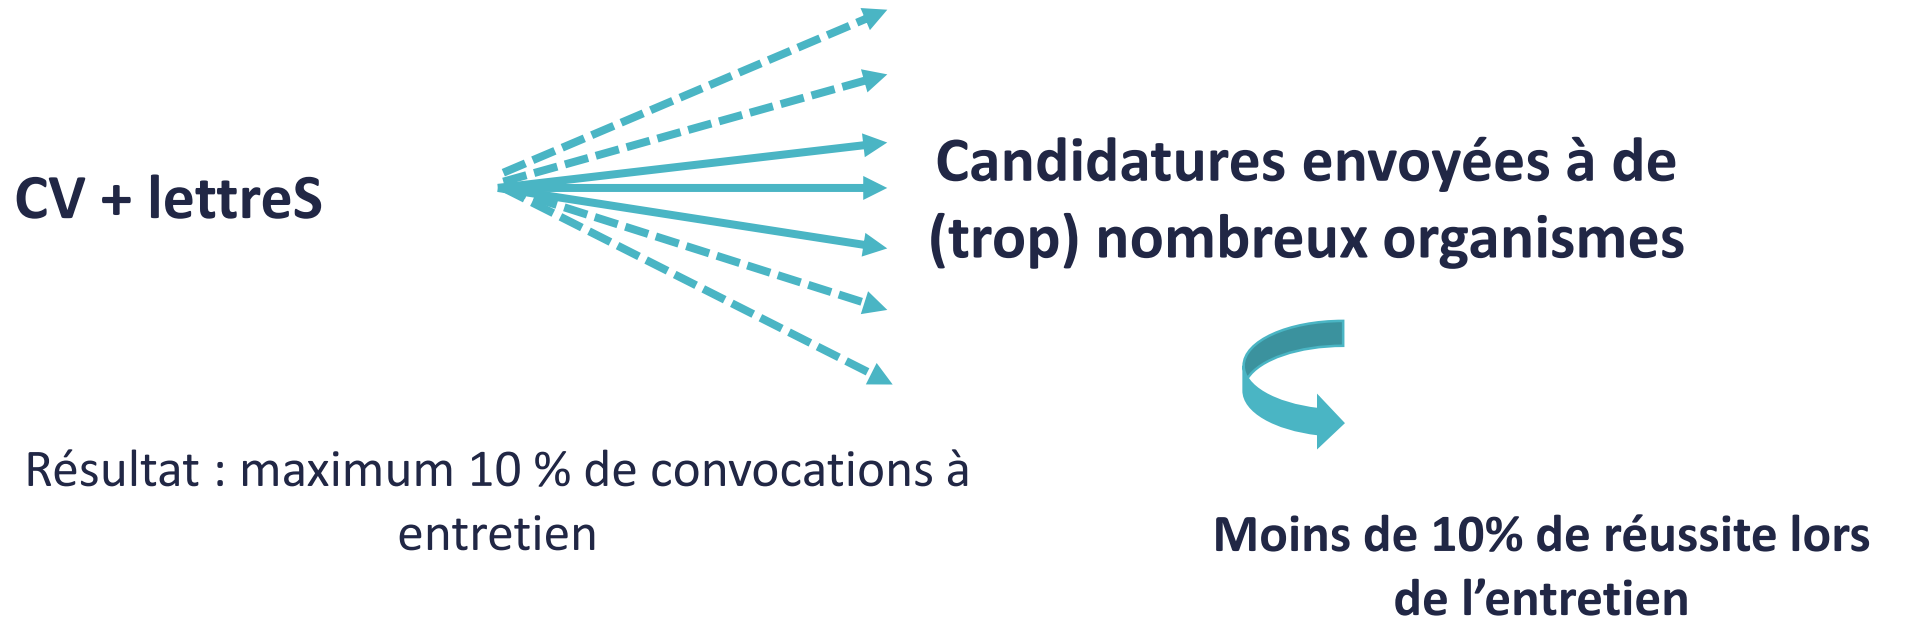 CV + lettreS
Candidatures envoyées à de
(trop) nombreux organismes
Résultat : maximum 10 % de convocations à
entretien
Moins de 10% de réussite lors
de l’entretien